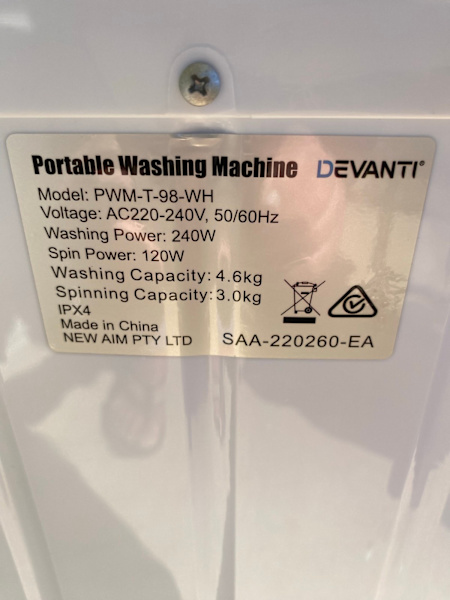 Portable Washing Machine DEVANTI®
Model: PWM-T-98-WH
Voltage: AC220-240V, 50/60Hz
Washing Power: 240W
Spin Power: 120W
Washing Capacity: 4.6kg
Spinning Capacity: 3.0kg
IPX4
Made in China
NEW AIM PTY LTD
SAA-220260-EA